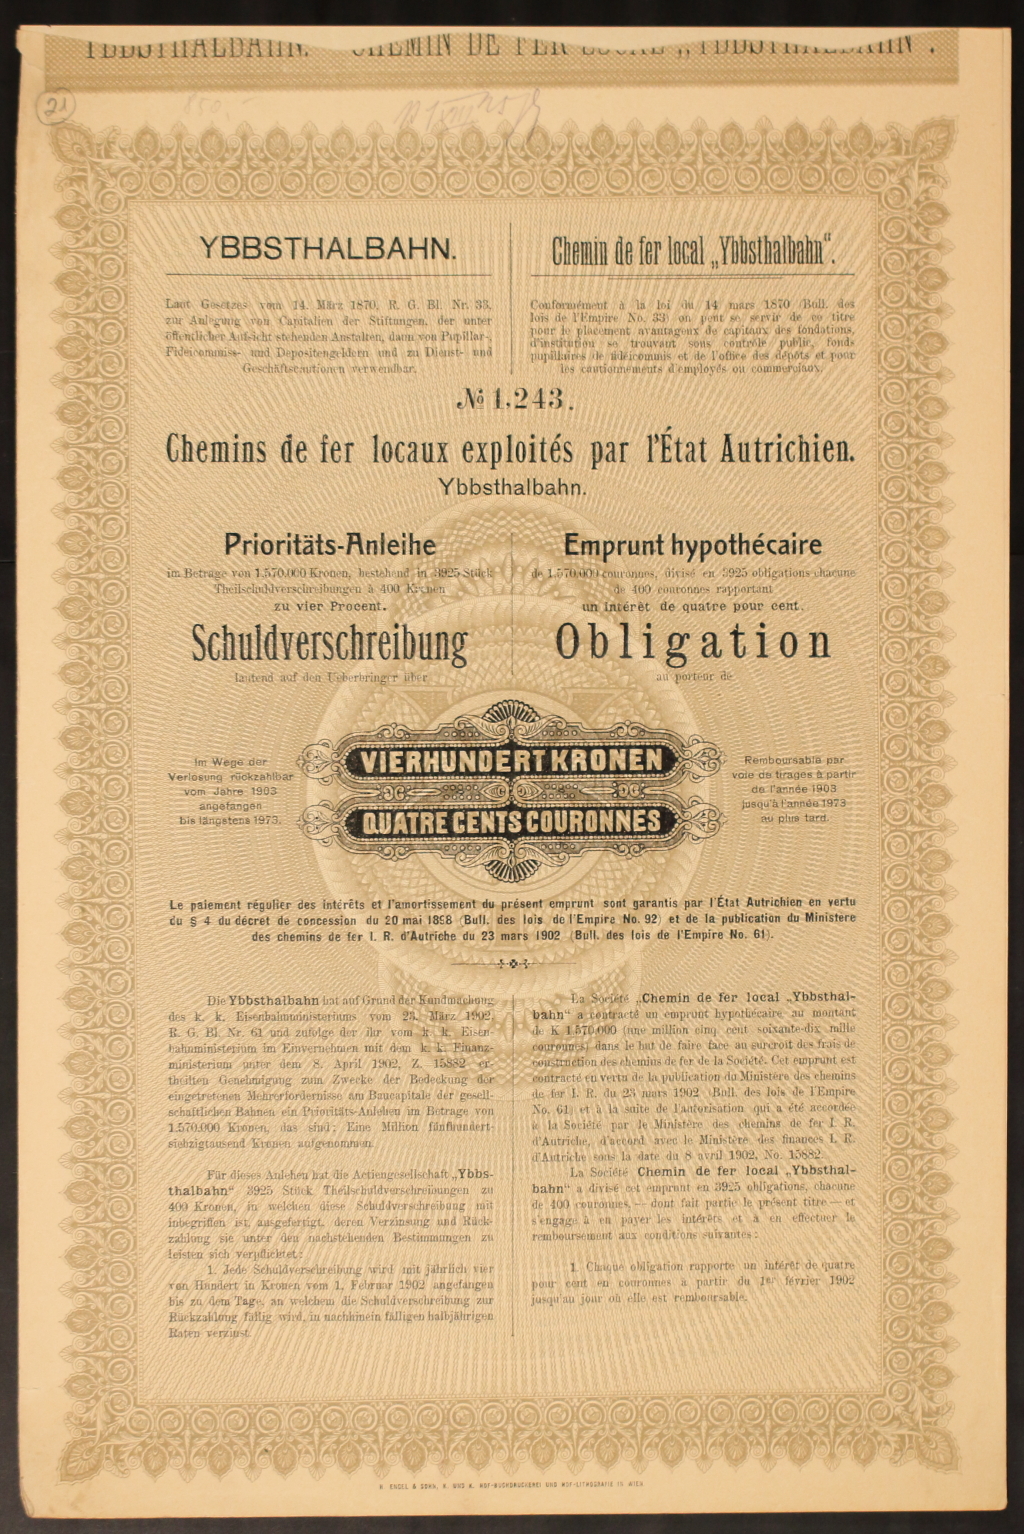 YBBSTHALBAHN. CHEMIN DE FER LOCAL „YBBSTHALBAHN“.
21
850.-
YBBSTHALBAHN.
Laut Gesetzes vom 14. März 1870, R. G. Bl. Nr. 33,
zur Anlegung von Capitalien der Stiftungen, der unter
öffentlicher Aufsicht stehenden Anstalten, dann von Pupillar-,
Fideicommiss- und Depositengeldern und zu Dienst- und
Geschäftscautionen verwendbar.
Chemin de fer local „Ybbsthalbahn“.
Conformément à la loi du 14 mars 1870 (Bull. des
lois de l'Empire No. 33) on peut se servir de ce titre
pour le placement avantageux de capitaux des fondations,
d'institution se trouvant sous contrôle public, fonds
pupillaires de fidéicommis et de l'office des dépôts et pour
les cautionnements d'employés ou commerciaux.
№ 1.243.
Chemins de fer locaux exploités par l'État Autrichien.
Ybbsthalbahn.
Prioritäts-Anleihe
im Betrage von 1,570.000 Kronen, bestehend in 3925 Stück
Theilschuldverschreibungen à 400 Kronen
zu vier Procent.
Schuldverschreibung
lautend auf den Ueberbringer über
Emprunt hypothécaire
de 1,570.000 couronnes, divisé en 3925 obligations chacune
de 400 couronnes rapportant
un intérêt de quatre pour cent.
Obligation
au porteur de
VIERHUNDERT KRONEN
QUATRE CENTS COURONNES
Im Wege der
Verlosung rückzahlbar
vom Jahre 1903
angefangen
bis längstens 1973.
Remboursable par
voie de tirages à partir
de l'année 1903
jusqu'à l'année 1973
au plus tard.
Le paiement régulier des intérêts et l'amortissement du présent emprunt sont garantis par l'État Autrichien en vertu
du § 4 du décret de concession du 20 mai 1898 (Bull. des lois de l'Empire No. 92) et de la publication du Ministère
des chemins de fer I. R. d'Autriche du 23 mars 1902 (Bull. des lois de l'Empire No. 61).
Die Ybbsthalbahn hat auf Grund der Kundmachung
des k. k. Eisenbahnministeriums vom 23. März 1902,
R. G. Bl. Nr. 61 und zufolge der ihr vom k. k. Eisen-
bahnministerium im Einvernehmen mit dem k. k. Finanz-
ministerium unter dem 8. April 1902, Z. 15882 er-
theilten Genehmigung zum Zwecke der Bedeckung der
eingetretenen Mehrerfordernisse am Baucapitale der gesell-
schaftlichen Bahnen ein Prioritäts-Anlehen im Betrage von
1,570.000 Kronen, das sind: Eine Million fünfhundert-
siebzigtausend Kronen aufgenommen.
Für dieses Anlehen hat die Actiengesellschaft „Ybbs-
thalbahn“ 3925 Stück Theilschuldverschreibungen zu
400 Kronen, in welchen diese Schuldverschreibung mit
inbegriffen ist, ausgefertigt, deren Verzinsung und Rück-
zahlung sie unter den nachstehenden Bestimmungen zu
leisten sich verpflichtet:
1. Jede Schuldverschreibung wird mit jährlich vier
von Hundert in Kronen vom 1. Februar 1902 angefangen
bis zu dem Tage, an welchem die Schuldverschreibung zur
Rückzahlung fällig wird, in nachhinein fälligen halbjährigen
Raten verzinst.
La Société „Chemin de fer local „Ybbsthal-
bahn“ a contracté un emprunt hypothécaire au montant
de K 1,570.000 (une million cinq cent soixante-dix mille
couronnes) dans le but de faire face au surcroît des frais de
construction des chemins de fer de la Société. Cet emprunt est
contracté en vertu de la publication du Ministère des chemins
de fer I. R. du 23 mars 1902 (Bull. des lois de l'Empire
No. 61) et à la suite de l'autorisation qui a été accordée
à la Société par le Ministère des chemins de fer I. R.
d'Autriche, d'accord avec le Ministère des finances I. R.
d'Autriche sous la date du 8 avril 1902, No. 15882.
La Société Chemin de fer local „Ybbsthal-
bahn“ a divisé cet emprunt en 3925 obligations, chacune
de 400 couronnes, — dont fait partie le présent titre — et
s'engage à en payer les intérêts et à en effectuer le
remboursement aux conditions suivantes:
1. Chaque obligation rapporte un intérêt de quatre
pour cent en couronnes à partir du 1er février 1902
jusqu'au jour où elle est remboursable.
R. ENGEL & SOHN, K. UND K. HOF-BUCHDRUCKEREI UND HOF-LITHOGRAFIE IN WIEN